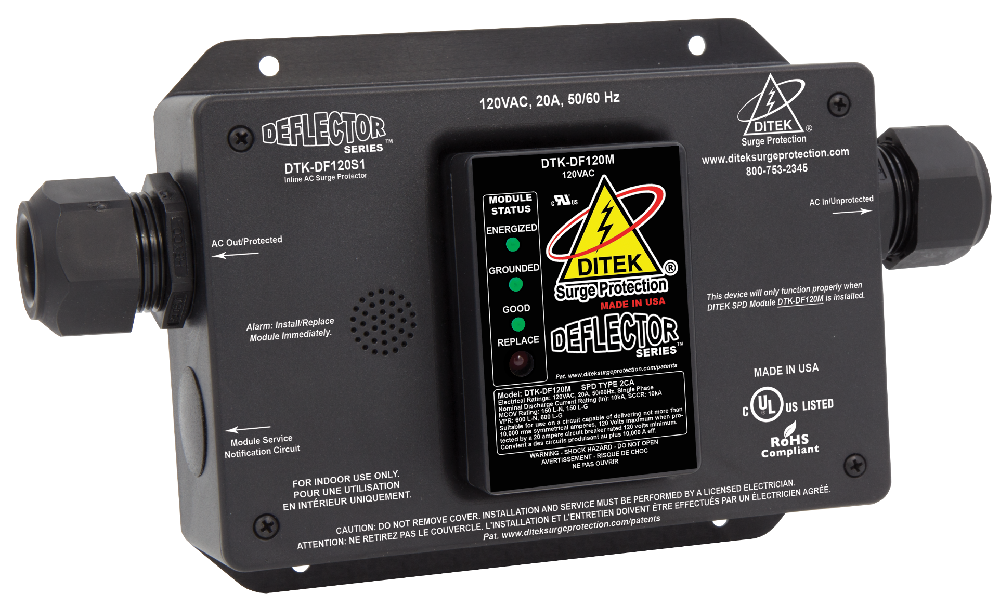 120VAC, 20A, 50/60 Hz
DEFLECTOR
SERIES™
DTK-DF120S1
Inline AC Surge Protector
AC Out/Protected
Alarm: Install/Replace
Module Immediately.
Module Service
Notification Circuit
FOR INDOOR USE ONLY.
POUR UNE UTILISATION
EN INTÉRIEUR UNIQUEMENT.
DTK-DF120M
120VAC
MODULE
STATUS
ENERGIZED
GROUNDED
GOOD
REPLACE
c RU US
DITEK®
Surge Protection
MADE IN USA
DEFLECTOR
SERIES™
Pat. www.diteksurgeprotection.com/patents
Model: DTK-DF120M SPD TYPE 2CA
Electrical Ratings: 120VAC, 20A, 50/60Hz, Single Phase
Nominal Discharge Current Rating (In): 10kA, SCCR: 10kA
MCOV Rating: 150 L-N, 150 L-G
VPR: 600 L-N, 600 L-G
Suitable for use on a circuit capable of delivering not more than
10,000 rms symmetrical amperes, 120 Volts maximum when pro-
tected by a 20 ampere circuit breaker rated 120 volts minimum.
Convient a des circuits produisant au plus 10,000 A eff.
WARNING - SHOCK HAZARD - DO NOT OPEN
AVERTISSEMENT - RISQUE DE CHOC
NE PAS OUVRIR
DITEK®
Surge Protection
www.diteksurgeprotection.com
800-753-2345
AC In/Unprotected
This device will only function properly when
DITEK SPD Module DTK-DF120M is installed.
MADE IN USA
C UL® US LISTED
RoHS
Compliant
CAUTION: DO NOT REMOVE COVER. INSTALLATION AND SERVICE MUST BE PERFORMED BY A LICENSED ELECTRICIAN.
ATTENTION: NE RETIREZ PAS LE COUVERCLE. L'INSTALLATION ET L'ENTRETIEN DOIVENT ÊTRE EFFECTUÉS PAR UN ÉLECTRICIEN AGRÉÉ.
Pat. www.diteksurgeprotection.com/patents